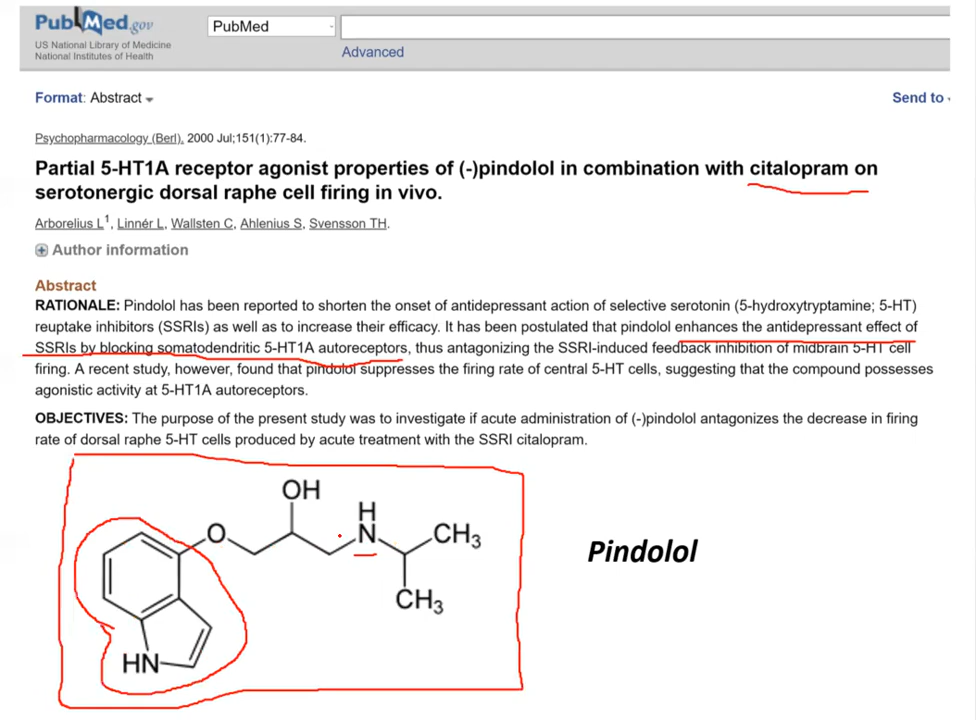 PubMed.gov
US National Library of Medicine
National Institutes of Health
PubMed
Advanced
Format: Abstract
Send to
Psychopharmacology (Berl). 2000 Jul;151(1):77-84.
Partial 5-HT1A receptor agonist properties of (-)pindolol in combination with citalopram on
serotonergic dorsal raphe cell firing in vivo.
Arborelius L1, Linnér L, Wallsten C, Ahlenius S, Svensson TH.
Author information
Abstract
RATIONALE: Pindolol has been reported to shorten the onset of antidepressant action of selective serotonin (5-hydroxytryptamine; 5-HT)
reuptake inhibitors (SSRIs) as well as to increase their efficacy. It has been postulated that pindolol enhances the antidepressant effect of
SSRIs by blocking somatodendritic 5-HT1A autoreceptors, thus antagonizing the SSRI-induced feedback inhibition of midbrain 5-HT cell
firing. A recent study, however, found that pindolol suppresses the firing rate of central 5-HT cells, suggesting that the compound possesses
agonistic activity at 5-HT1A autoreceptors.
OBJECTIVES: The purpose of the present study was to investigate if acute administration of (-)pindolol antagonizes the decrease in firing
rate of dorsal raphe 5-HT cells produced by acute treatment with the SSRI citalopram.
OH
H
O
N
CH3
CH3
HN
Pindolol